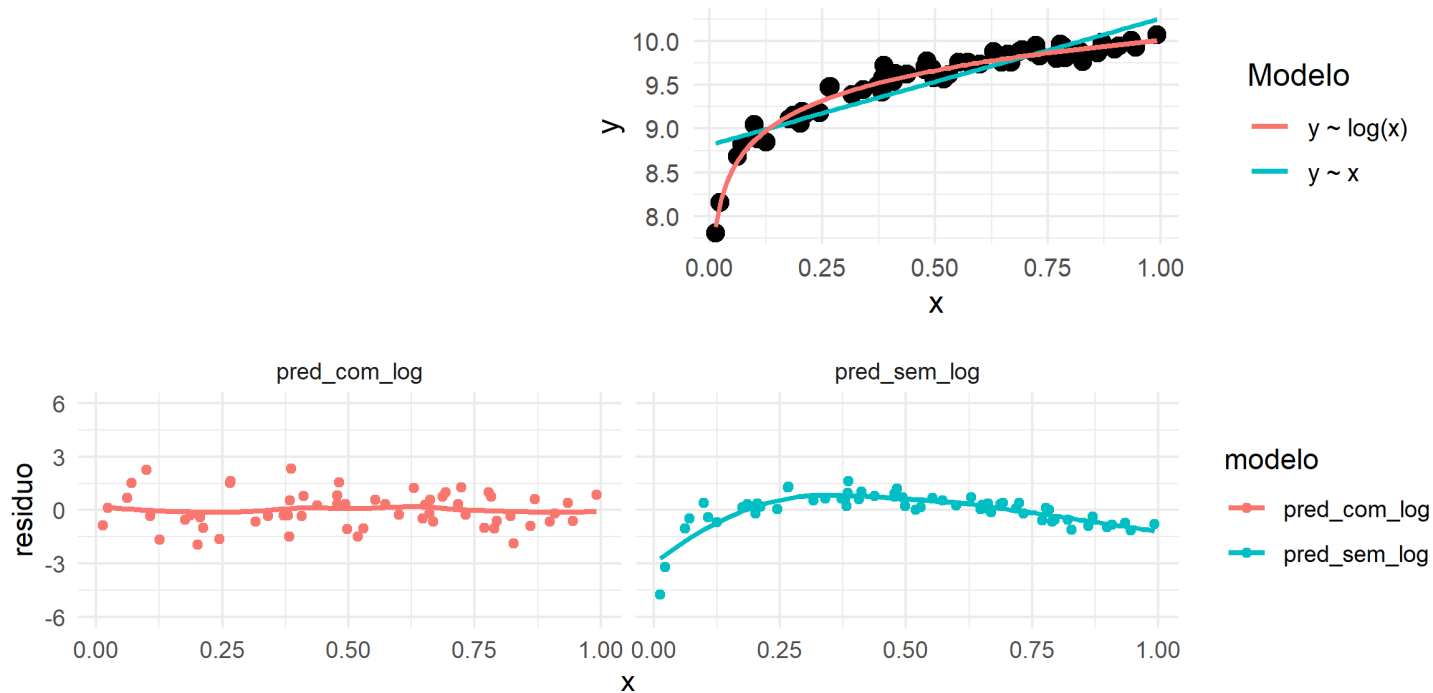 10.0
9.5
9.0
8.5
8.0
y
0.00 0.25 0.50 0.75 1.00
x
Modelo
y ~ log(x)
y ~ x
pred_com_log
pred_sem_log
6
3
0
-3
-6
residuo
0.00 0.25 0.50 0.75 1.00
0.00 0.25 0.50 0.75 1.00
x
modelo
pred_com_log
pred_sem_log